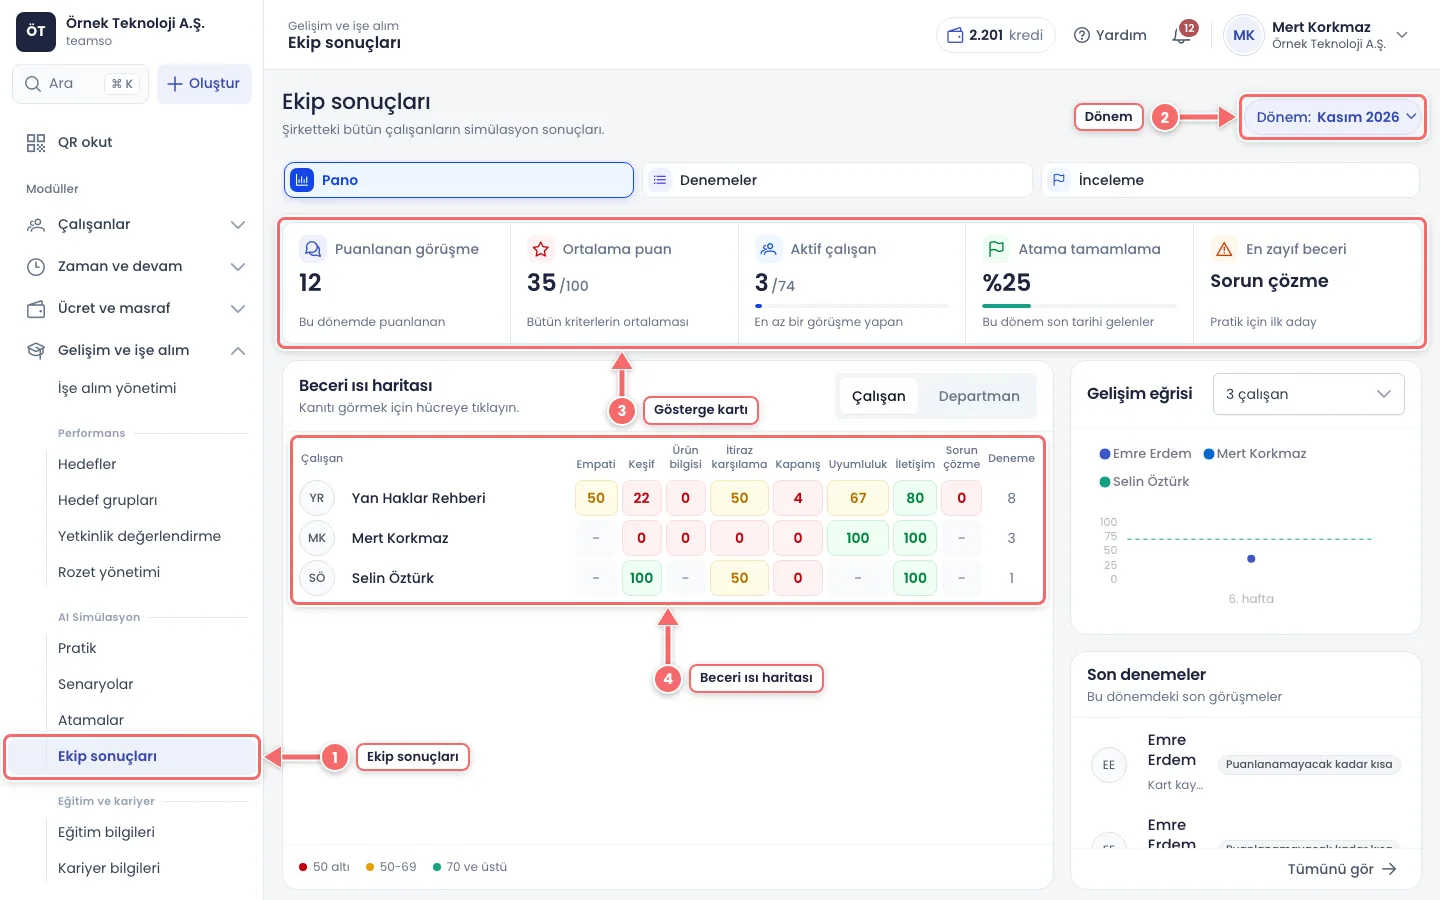 ÖT
Örnek Teknoloji A.Ş.
teamso
Ara
⌘ K
Oluştur
QR okut
Modüller
Çalışanlar
Zaman ve devam
Ücret ve masraf
Gelişim ve işe alım
İşe alım yönetimi
Performans
Hedefler
Hedef grupları
Yetkinlik değerlendirme
Rozet yönetimi
AI Simülasyon
Pratik
Senaryolar
Atamalar
Ekip sonuçları
Eğitim ve kariyer
Eğitim bilgileri
Kariyer bilgileri
Gelişim ve işe alım
Ekip sonuçları
2.201 kredi
Yardım
12
MK
Mert Korkmaz
Örnek Teknoloji A.Ş.
Ekip sonuçları
Şirketteki bütün çalışanların simülasyon sonuçları.
Dönem
2
Dönem: Kasım 2026
Pano
Denemeler
İnceleme
Puanlanan görüşme
12
Bu dönemde puanlanan
Ortalama puan
35 /100
Bütün kriterlerin ortalaması
Aktif çalışan
3 /74
En az bir görüşme yapan
Atama tamamlama
%25
Bu dönem son tarihi gelenler
En zayıf beceri
Sorun çözme
Pratik için ilk aday
Beceri ısı haritası
Kanıtı görmek için hücreye tıklayın.
3
Gösterge kartı
Çalışan
Departman
Çalışan Empati Keşif Ürün bilgisi İtiraz karşılama Kapanış Uyumluluk İletişim Sorun çözme Deneme
YR Yan Haklar Rehberi 50 22 0 50 4 67 80 0 8
MK Mert Korkmaz - 0 0 0 0 100 100 - 3
SÖ Selin Öztürk - 100 - 50 0 - 100 - 1
4
Beceri ısı haritası
1
Ekip sonuçları
50 altı
50-69
70 ve üstü
Gelişim eğrisi
3 çalışan
Emre Erdem
Mert Korkmaz
Selin Öztürk
100
75
50
25
0
6. hafta
Son denemeler
Bu dönemdeki son görüşmeler
EE
Emre
Erdem
Puanlanamayacak kadar kısa
Kart kay...
EE
Emre
Erdem
Puanlanamayacak kadar kısa
Tümünü gör